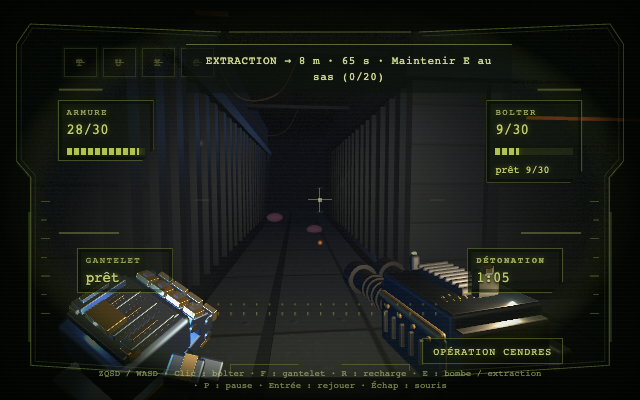 EXTRACTION → 8 m · 65 s · Maintenir E au
sas (0/20)
ARMURE
28/30
BOLTER
9/30
prêt 9/30
GANTELET
prêt
DÉTONATION
1:05
OPÉRATION CENDRES
ZQSD / WASD · Clic : bolter · F : gantelet · R : recharge · E : bombe / extraction
· P : pause · Entrée : rejouer · Échap : souris